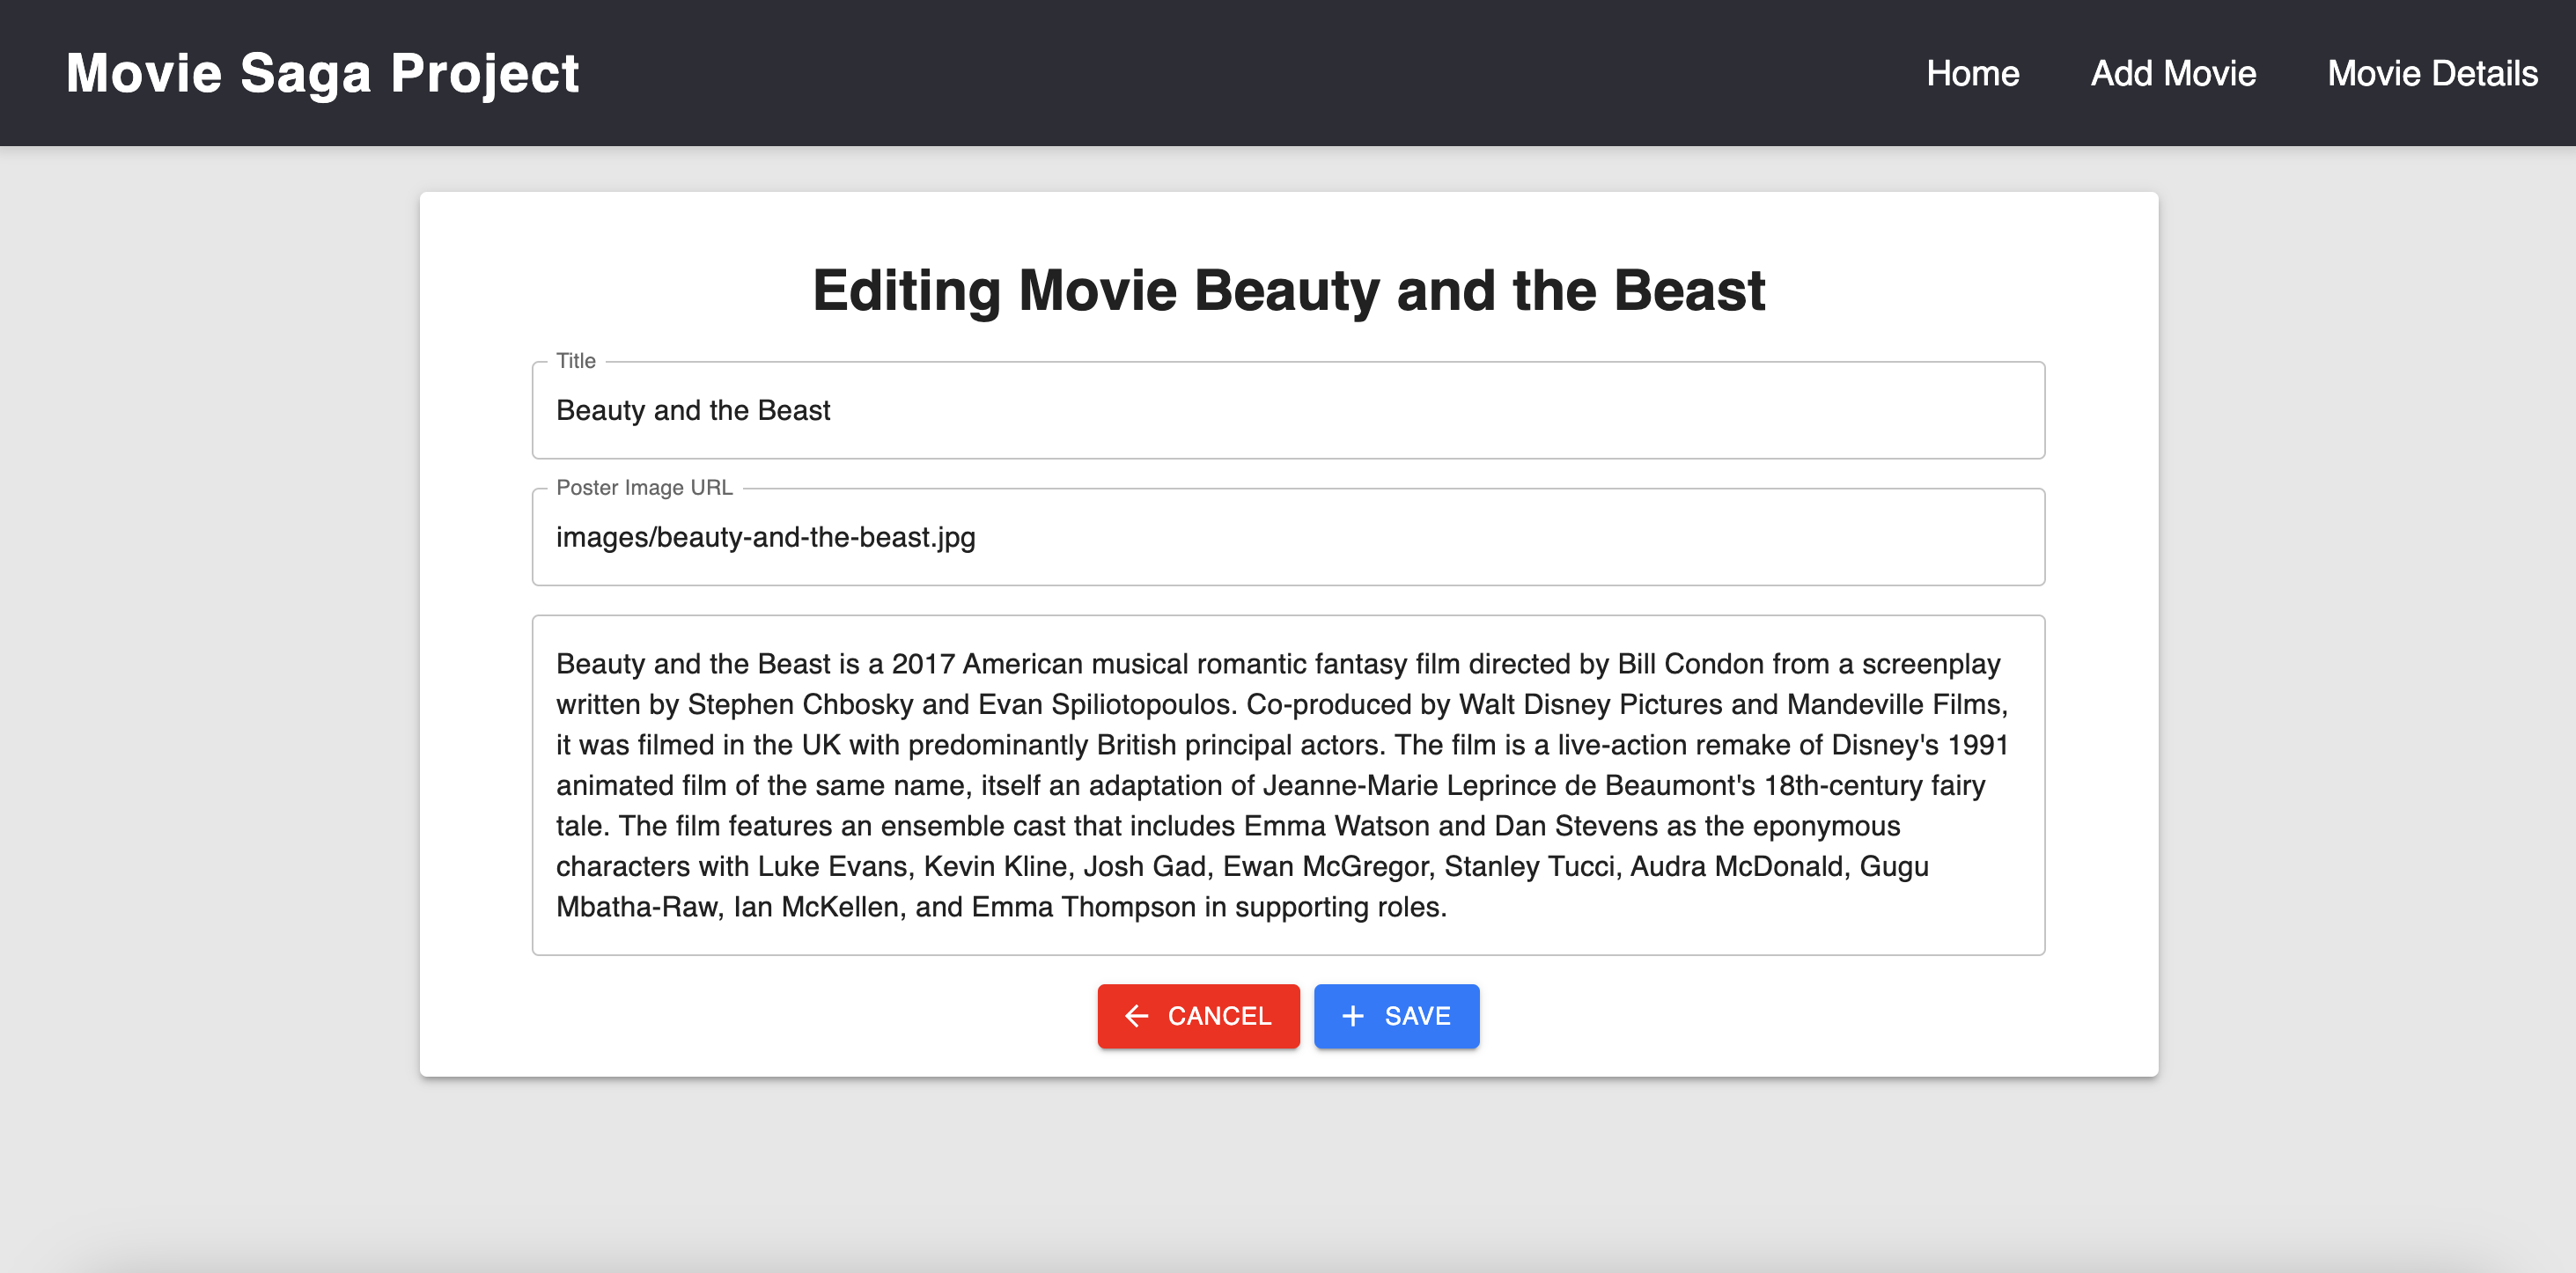 Movie Saga Project
Home
Add Movie
Movie Details
Editing Movie Beauty and the Beast
Title
Beauty and the Beast
Poster Image URL
images/beauty-and-the-beast.jpg
Beauty and the Beast is a 2017 American musical romantic fantasy film directed by Bill Condon from a screenplay
written by Stephen Chbosky and Evan Spiliotopoulos. Co-produced by Walt Disney Pictures and Mandeville Films,
it was filmed in the UK with predominantly British principal actors. The film is a live-action remake of Disney's 1991
animated film of the same name, itself an adaptation of Jeanne-Marie Leprince de Beaumont's 18th-century fairy
tale. The film features an ensemble cast that includes Emma Watson and Dan Stevens as the eponymous
characters with Luke Evans, Kevin Kline, Josh Gad, Ewan McGregor, Stanley Tucci, Audra McDonald, Gugu
Mbatha-Raw, Ian McKellen, and Emma Thompson in supporting roles.
CANCEL
SAVE